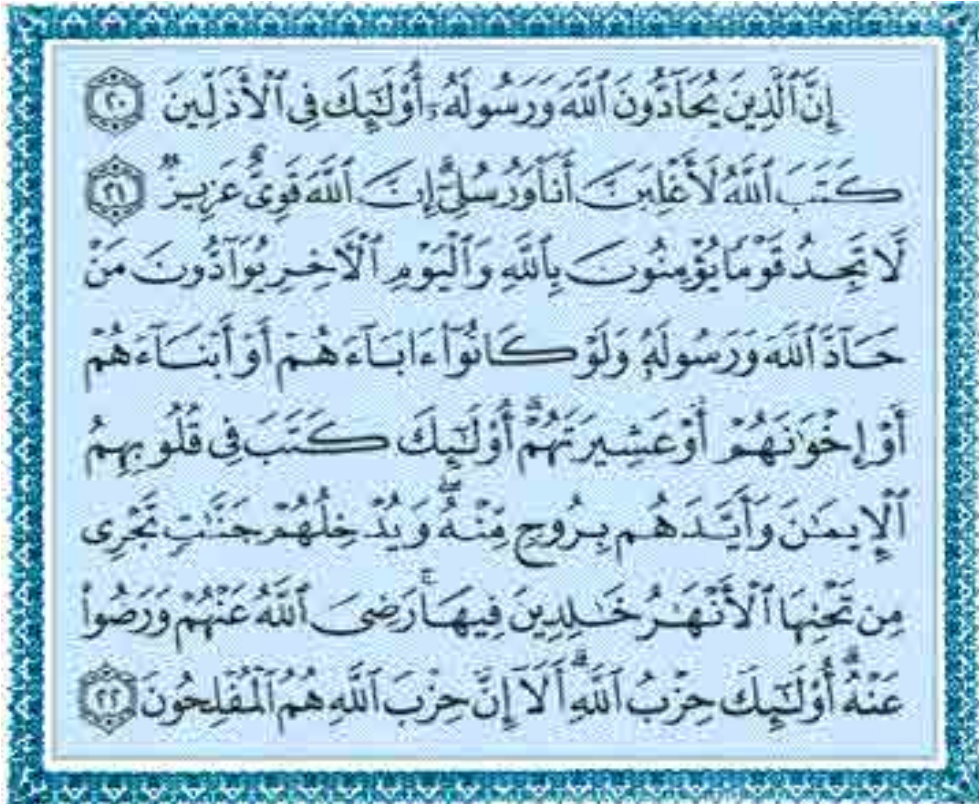 إِنَّ ٱلَّذِينَ يُحَآدُّونَ ٱللَّهَ وَرَسُولَهُۥٓ أُو۟لَـٰٓئِكَ فِى ٱلْأَذَلِّينَ ٢٠
كَتَبَ ٱللَّهُ لَأَغْلِبَنَّ أَنَا۠ وَرُسُلِىٓ ۚ إِنَّ ٱللَّهَ قَوِىٌّ عَزِيزٌ ٢١
لَّا تَجِدُ قَوْمًا يُؤْمِنُونَ بِٱللَّهِ وَٱلْيَوْمِ ٱلْـَٔاخِرِ يُوَآدُّونَ مَنْ
حَآدَّ ٱللَّهَ وَرَسُولَهُۥ وَلَوْ كَانُوٓا۟ ءَابَآءَهُمْ أَوْ أَبْنَآءَهُمْ
أَوْ إِخْوَٰنَهُمْ أَوْ عَشِيرَتَهُمْ ۚ أُو۟لَـٰٓئِكَ كَتَبَ فِى قُلُوبِهِمُ
ٱلْإِيمَـٰنَ وَأَيَّدَهُم بِرُوحٍ مِّنْهُ ۖ وَيُدْخِلُهُمْ جَنَّـٰتٍ تَجْرِى
مِن تَحْتِهَا ٱلْأَنْهَـٰرُ خَـٰلِدِينَ فِيهَا ۚ رَضِىَ ٱللَّهُ عَنْهُمْ وَرَضُوا۟
عَنْهُ ۚ أُو۟لَـٰٓئِكَ حِزْبُ ٱللَّهِ ۚ أَلَآ إِنَّ حِزْبَ ٱللَّهِ هُمُ ٱلْمُفْلِحُونَ ٢٢